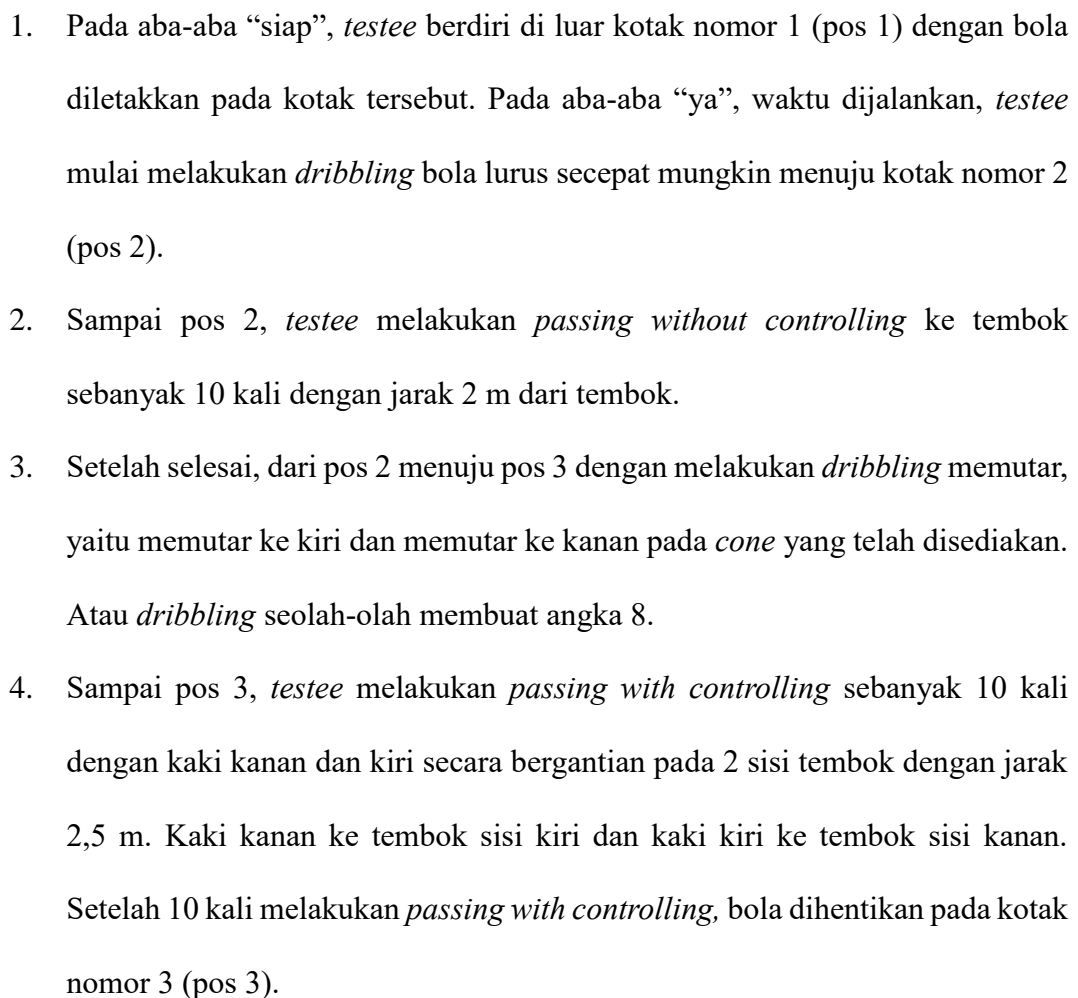 1. Pada aba-aba “siap”, testee berdiri di luar kotak nomor 1 (pos 1) dengan bola
diletakkan pada kotak tersebut. Pada aba-aba “ya”, waktu dijalankan, testee
mulai melakukan dribbling bola lurus secepat mungkin menuju kotak nomor 2
(pos 2).
2. Sampai pos 2, testee melakukan passing without controlling ke tembok
sebanyak 10 kali dengan jarak 2 m dari tembok.
3. Setelah selesai, dari pos 2 menuju pos 3 dengan melakukan dribbling memutar,
yaitu memutar ke kiri dan memutar ke kanan pada cone yang telah disediakan.
Atau dribbling seolah-olah membuat angka 8.
4. Sampai pos 3, testee melakukan passing with controlling sebanyak 10 kali
dengan kaki kanan dan kiri secara bergantian pada 2 sisi tembok dengan jarak
2,5 m. Kaki kanan ke tembok sisi kiri dan kaki kiri ke tembok sisi kanan.
Setelah 10 kali melakukan passing with controlling, bola dihentikan pada kotak
nomor 3 (pos 3).